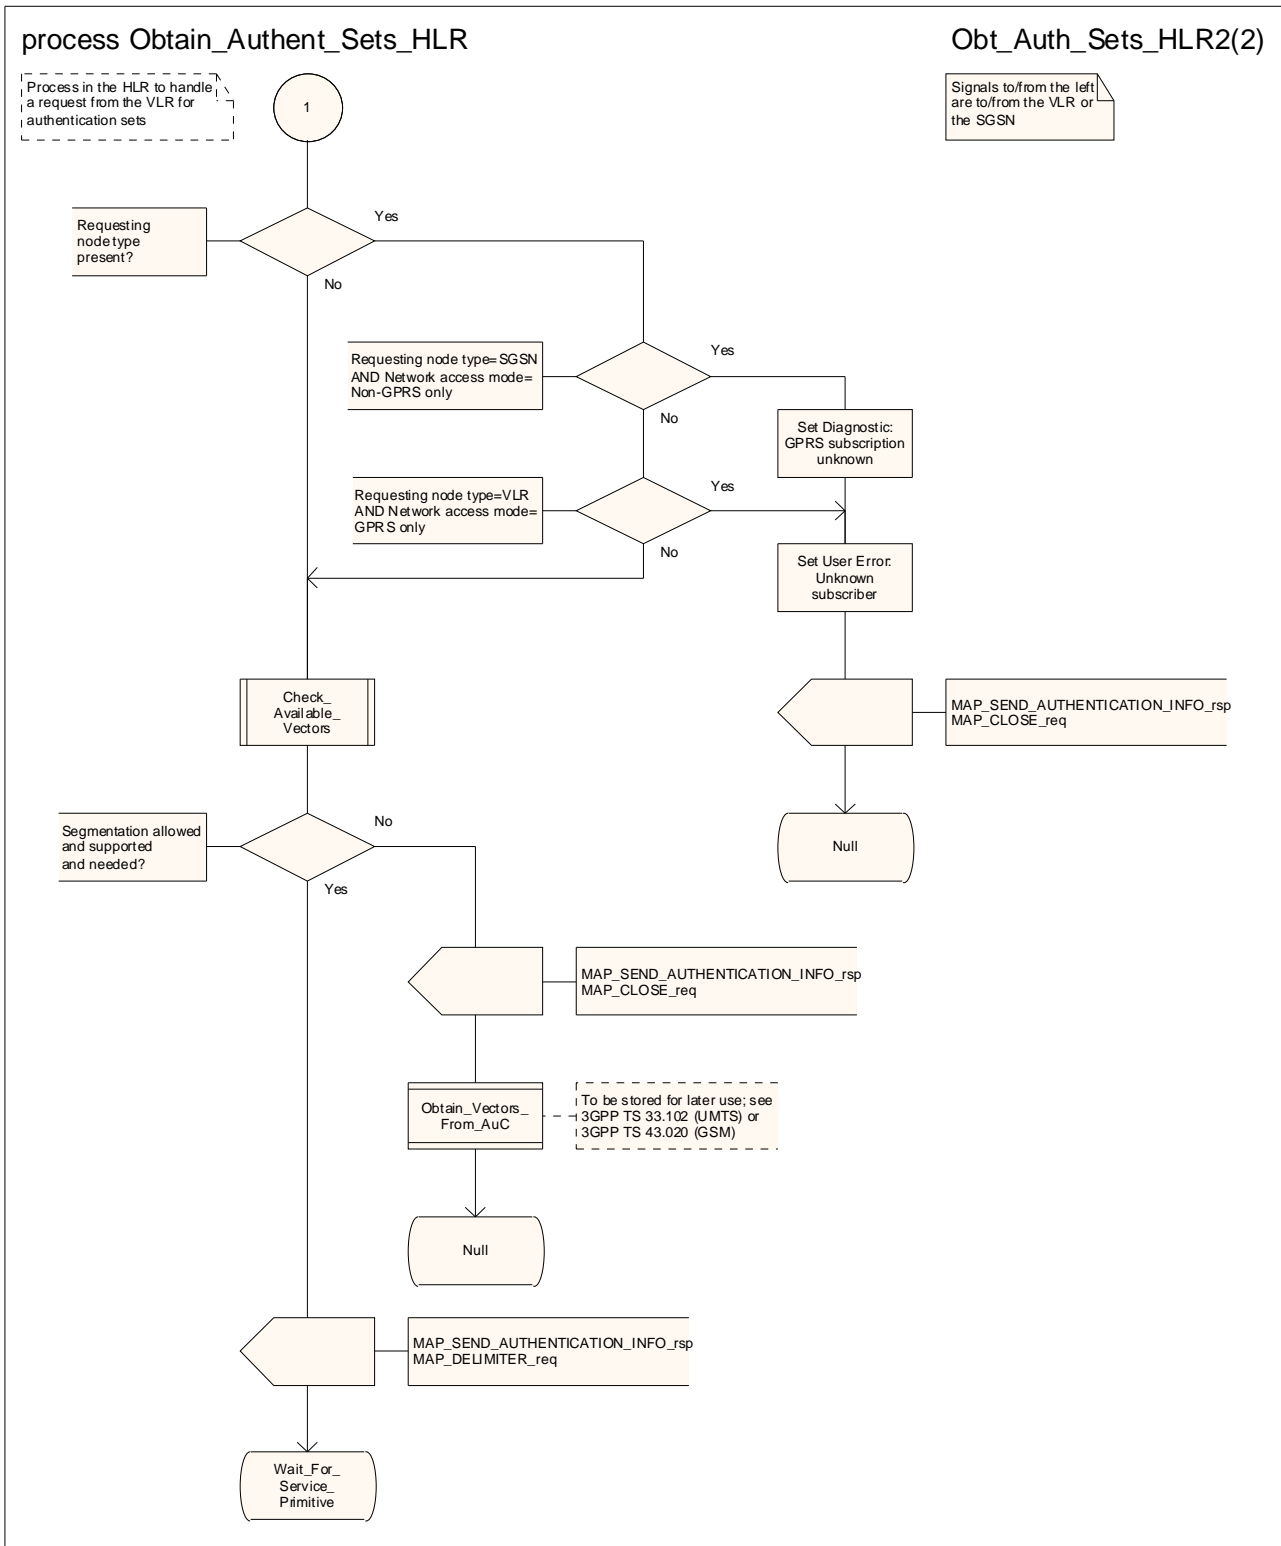 process Obtain_Authent_Sets_HLR
Obt_Auth_Sets_HLR2(2)
Process in the HLR to handle
a request from the VLR for
authentication sets
1
Signals to/from the left
are to/from the VLR or
the SGSN
Requesting
node type
present?
Yes
No
Requesting node type=SGSN
AND Network access mode=
Non-GPRS only
Yes
No
Set Diagnostic:
GPRS subscription
unknown
Requesting node type=VLR
AND Network access mode=
GPRS only
Yes
No
Set User Error:
Unknown
subscriber
Check_
Available_
Vectors
MAP_SEND_AUTHENTICATION_INFO_rsp
MAP_CLOSE_req
Segmentation allowed
and supported
and needed?
No
Yes
Null
MAP_SEND_AUTHENTICATION_INFO_rsp
MAP_CLOSE_req
Obtain_Vectors_
From_AuC
To be stored for later use; see
3GPP TS 33.102 (UMTS) or
3GPP TS 43.020 (GSM)
Null
MAP_SEND_AUTHENTICATION_INFO_rsp
MAP_DELIMITER_req
Wait_For_
Service_
Primitive